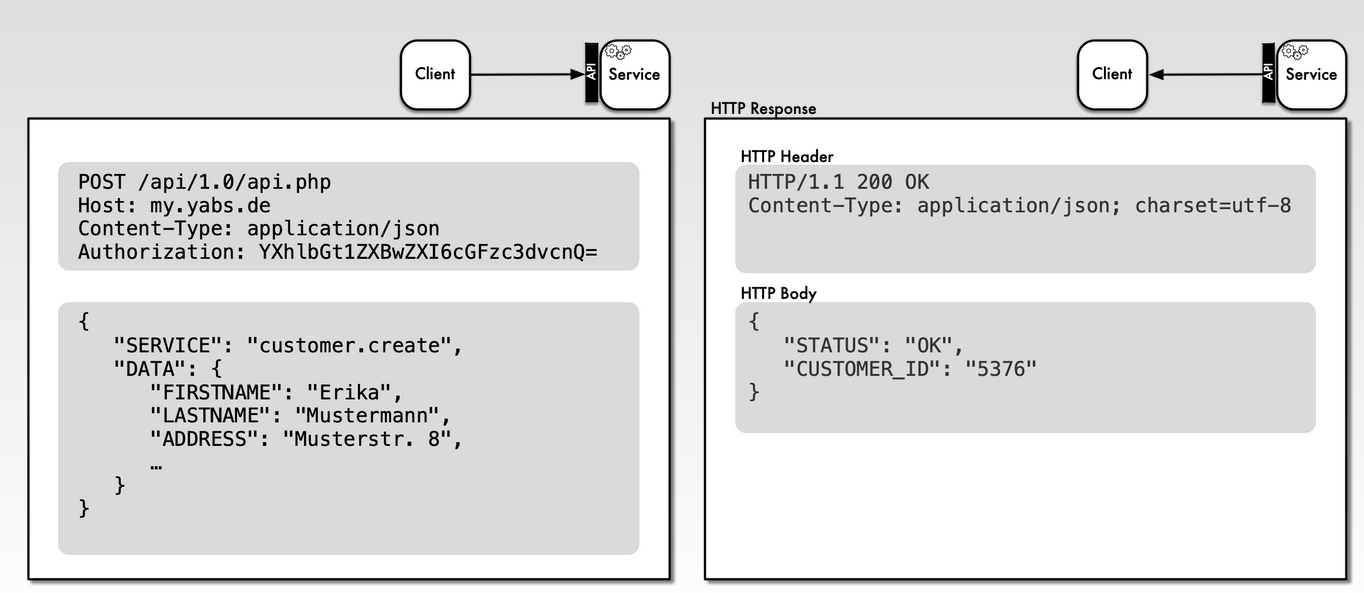 Client
API
Service
POST /api/1.0/api.php
Host: my.yabs.de
Content-Type: application/json
Authorization: YXhlbGt1ZXBwZXI6cGFzc3dvcnQ=
{
"SERVICE": "customer.create",
"DATA": {
"FIRSTNAME": "Erika",
"LASTNAME": "Mustermann",
"ADDRESS": "Musterstr. 8",
…
}
}
Client
API
Service
HTTP Response
HTTP Header
HTTP/1.1 200 OK
Content-Type: application/json; charset=utf-8
HTTP Body
{
"STATUS": "OK",
"CUSTOMER_ID": "5376"
}